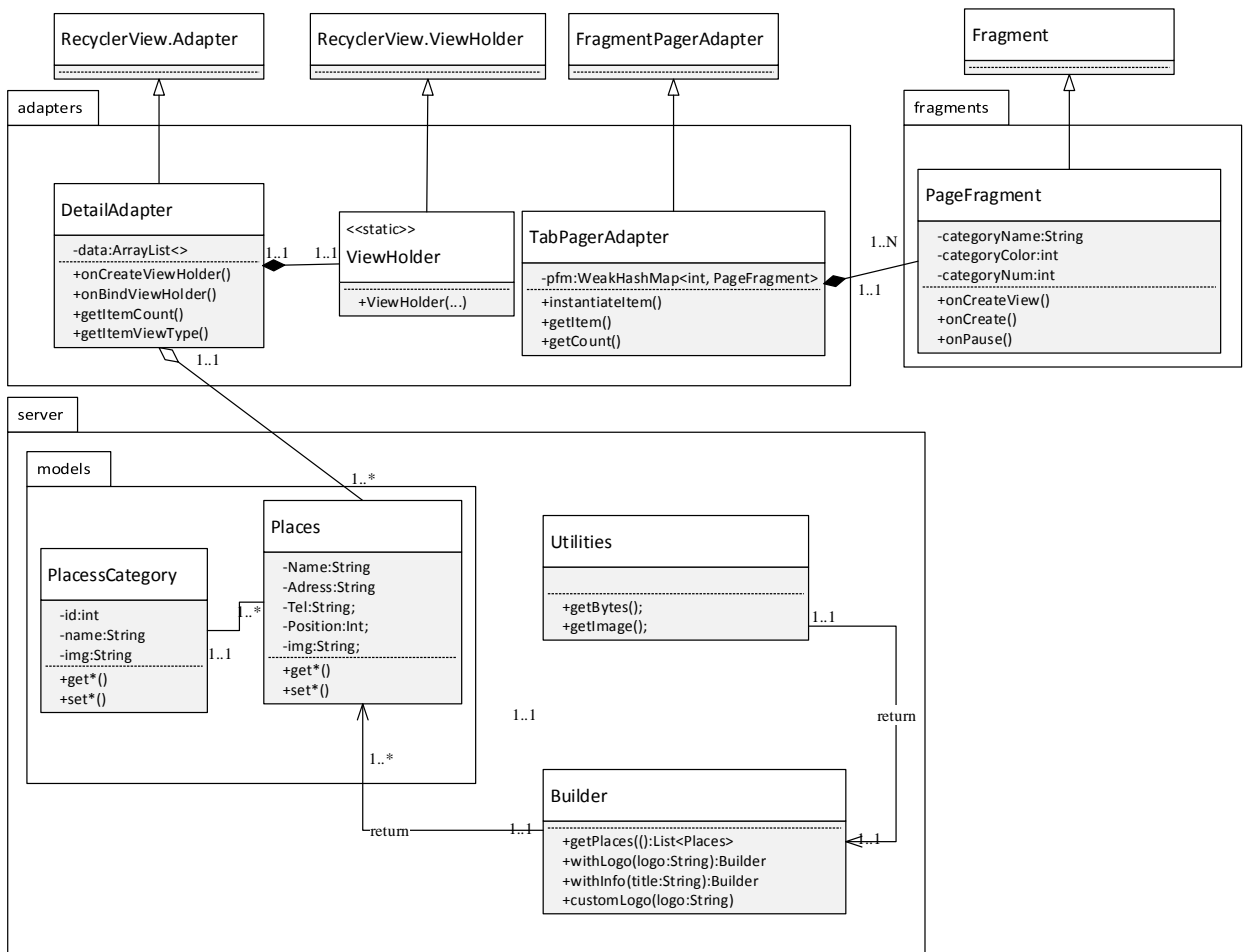 RecyclerView.Adapter
RecyclerView.ViewHolder
FragmentPagerAdapter
Fragment
adapters
fragments
DetailAdapter
-data:ArrayList<>
+onCreateViewHolder()
+onBindViewHolder()
+getItemCount()
+getItemViewType()
1..1
1..1
<<static>>
ViewHolder
+ViewHolder(...)
TabPagerAdapter
-pfm:WeakHashMap<int, PageFragment>
+instantiateItem()
+getItem()
+getCount()
1..N
1..1
PageFragment
-categoryName:String
-categoryColor:int
-categoryNum:int
+onCreateView()
+onCreate()
+onPause()
1..1
server
models
1..*
PlacessCategory
-id:int
-name:String
-img:String
+get*()
+set*()
1..*
1..1
Places
-Name:String
-Adress:String
-Tel:String;
-Position:Int;
-img:String;
+get*()
+set*()
Utilities
+getBytes();
+getImage();
1..1
return
1..1
1..*
return
1..1
Builder
+getPlaces(():List<Places>
+withLogo(logo:String):Builder
+withInfo(title:String):Builder
+customLogo(logo:String)
1..1